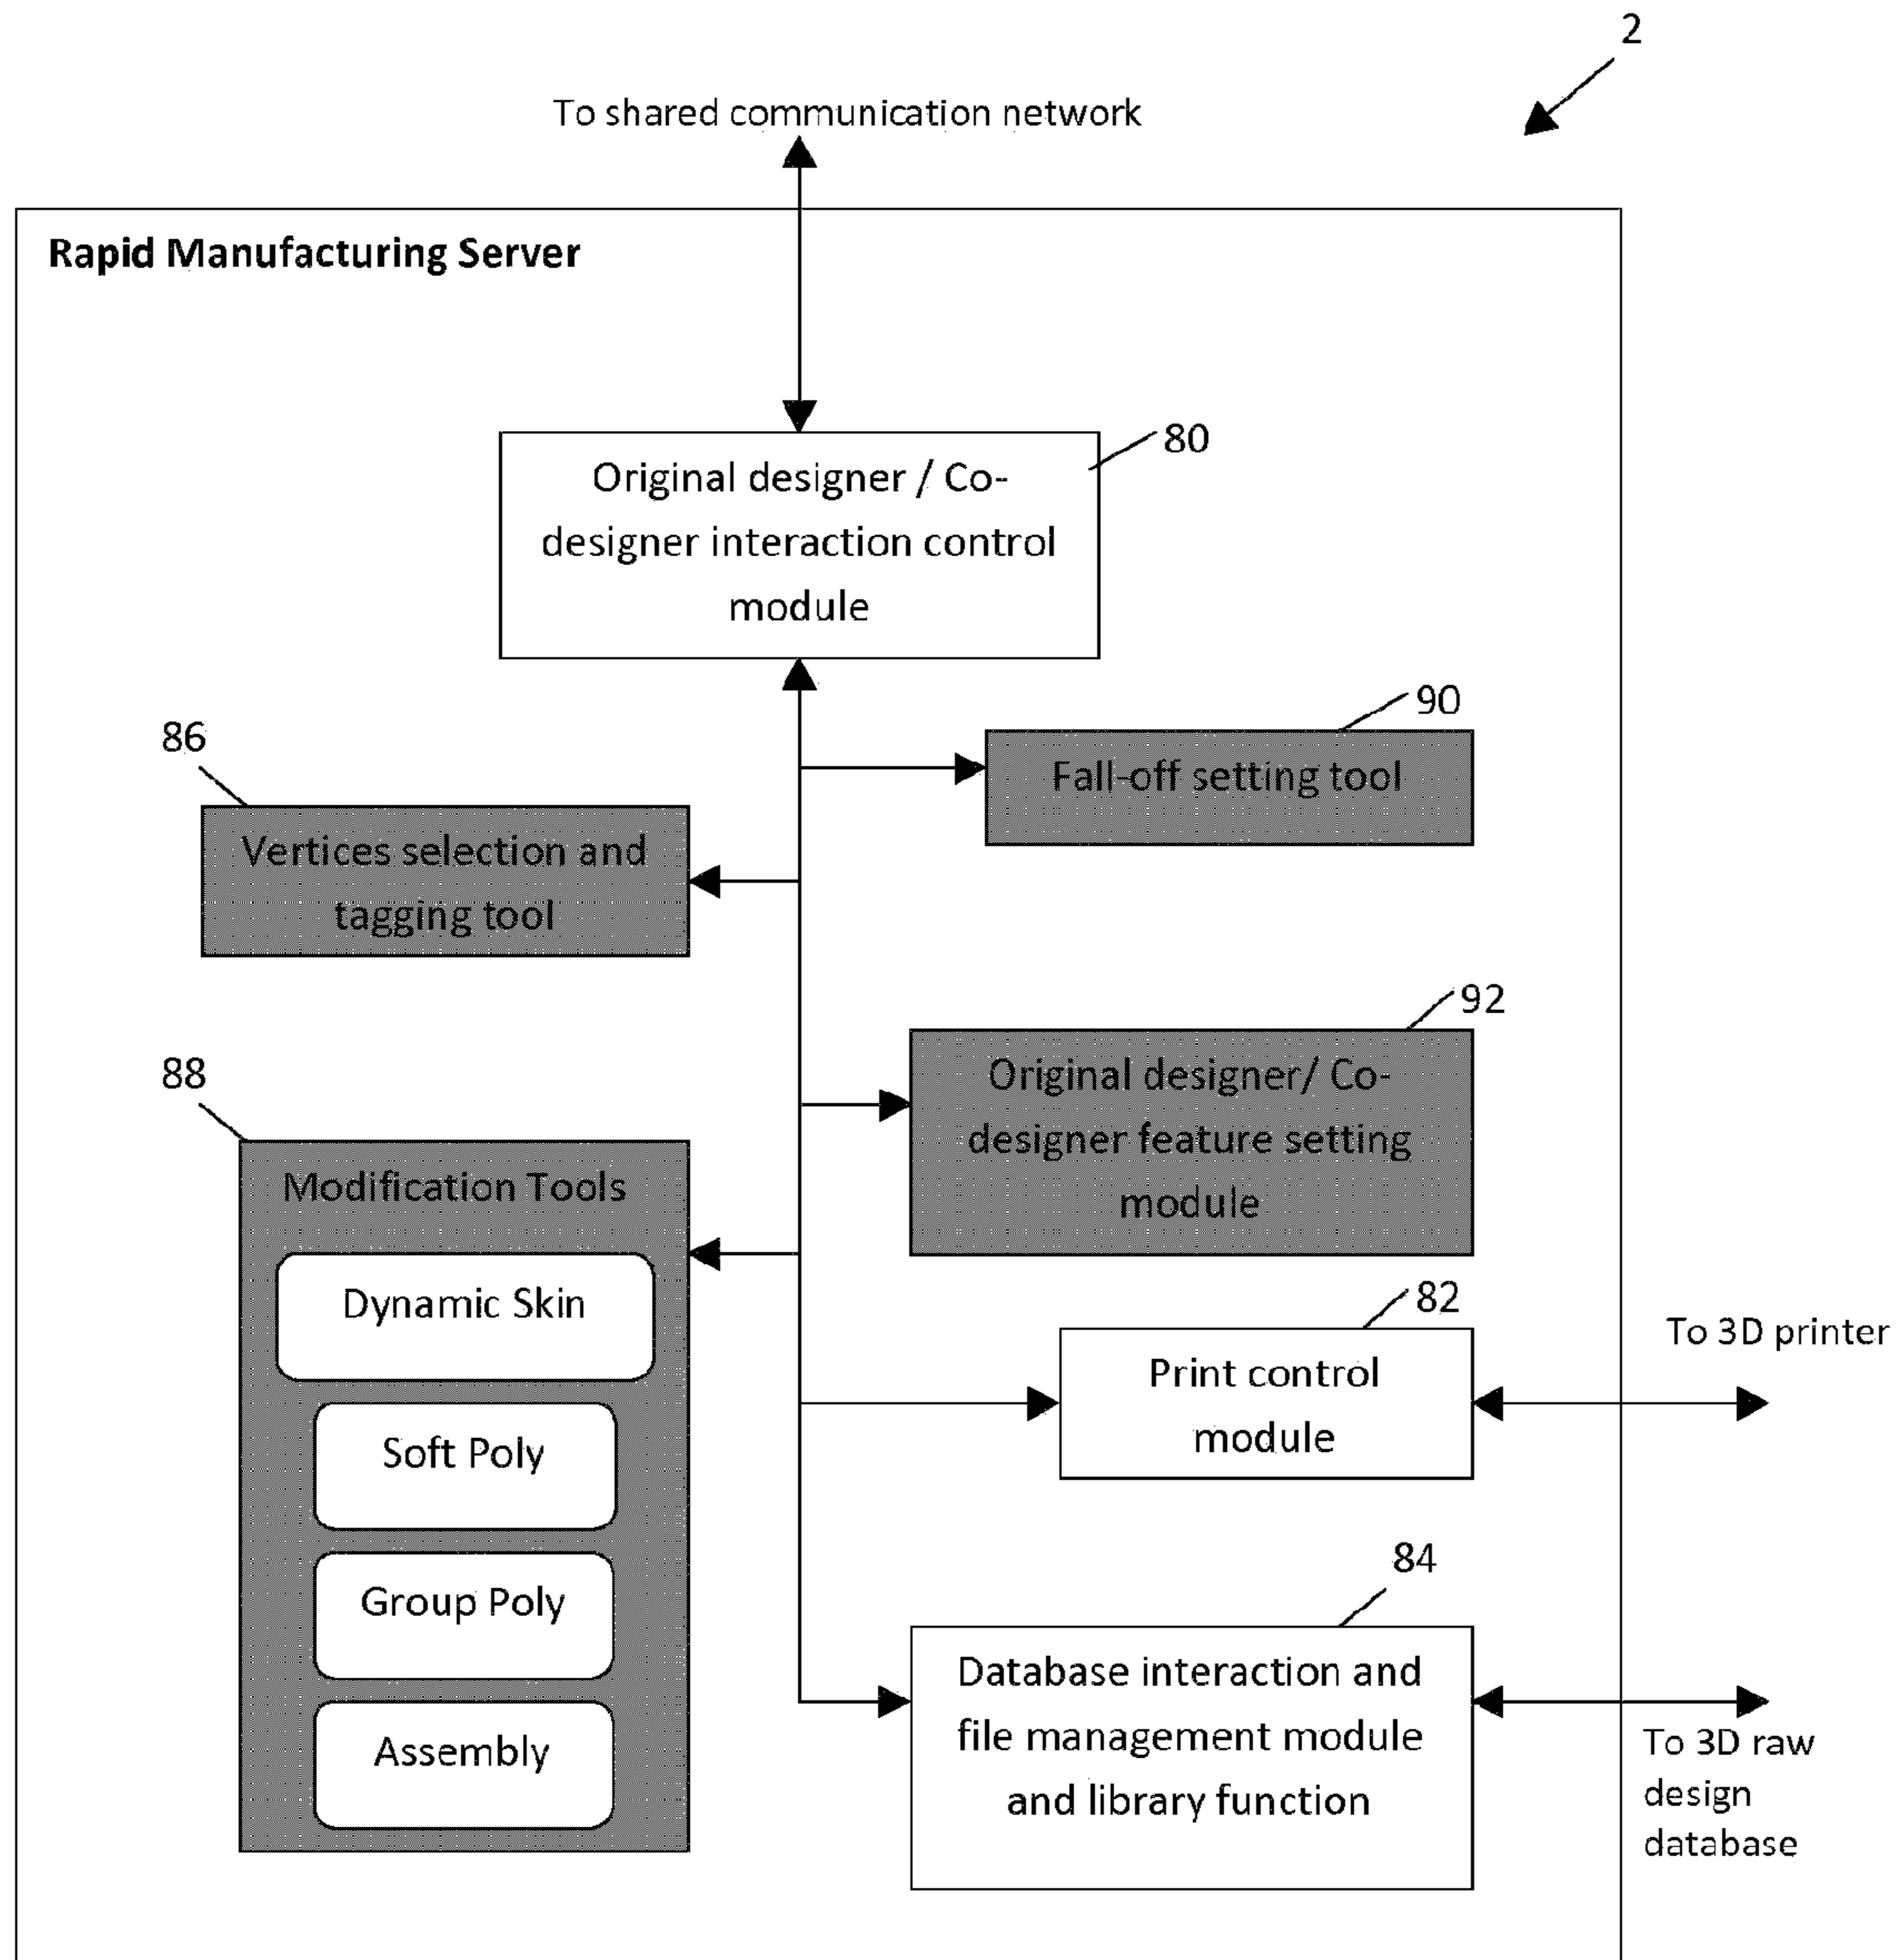 2
To shared communication network
Rapid Manufacturing Server
80
Original designer / Co-
designer interaction control
module
90
Fall-off setting tool
86
Vertices selection and
tagging tool
92
Original designer/ Co-
designer feature setting
module
88
Modification Tools
Dynamic Skin
Soft Poly
Group Poly
Assembly
82
Print control
module
To 3D printer
84
Database interaction and
file management module
and library function
To 3D raw
design
database